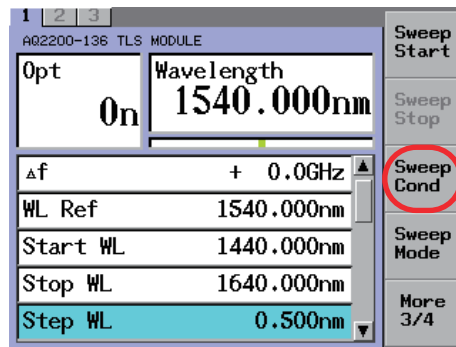 1 2 3
AQ2200-136 TLS MODULE
Opt
On
Wavelength
1540.000nm
▵f + 0.0GHz
WL Ref 1540.000nm
Start WL 1440.000nm
Stop WL 1640.000nm
Step WL 0.500nm
Sweep
Start
Sweep
Stop
Sweep
Cond
Sweep
Mode
More
3/4